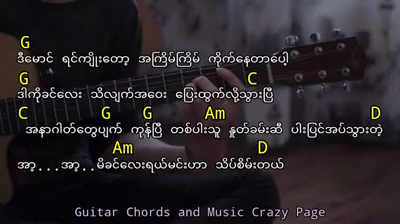 G
ဒီမောင် ရင်ကျိုးတော့ အကြိမ်ကြိမ် ကိုက်နေတာပေါ့
G C
ဒါကိုခင်လေး သိလျက်အဝေး ပြေးထွက်လို့သွားပြီ
C G G Am D
အနာဂါတ်တွေပျက် ကုန်ပြီ တစ်ပါးသူ နှုတ်ခမ်းဆီ ပါးပြင်အပ်သွားတဲ့
Am D
အာ့...အာ့..မိခင်လေးရယ်မင်းဟာ သိပ်စိမ်းတယ်
Guitar Chords and Music Crazy Page